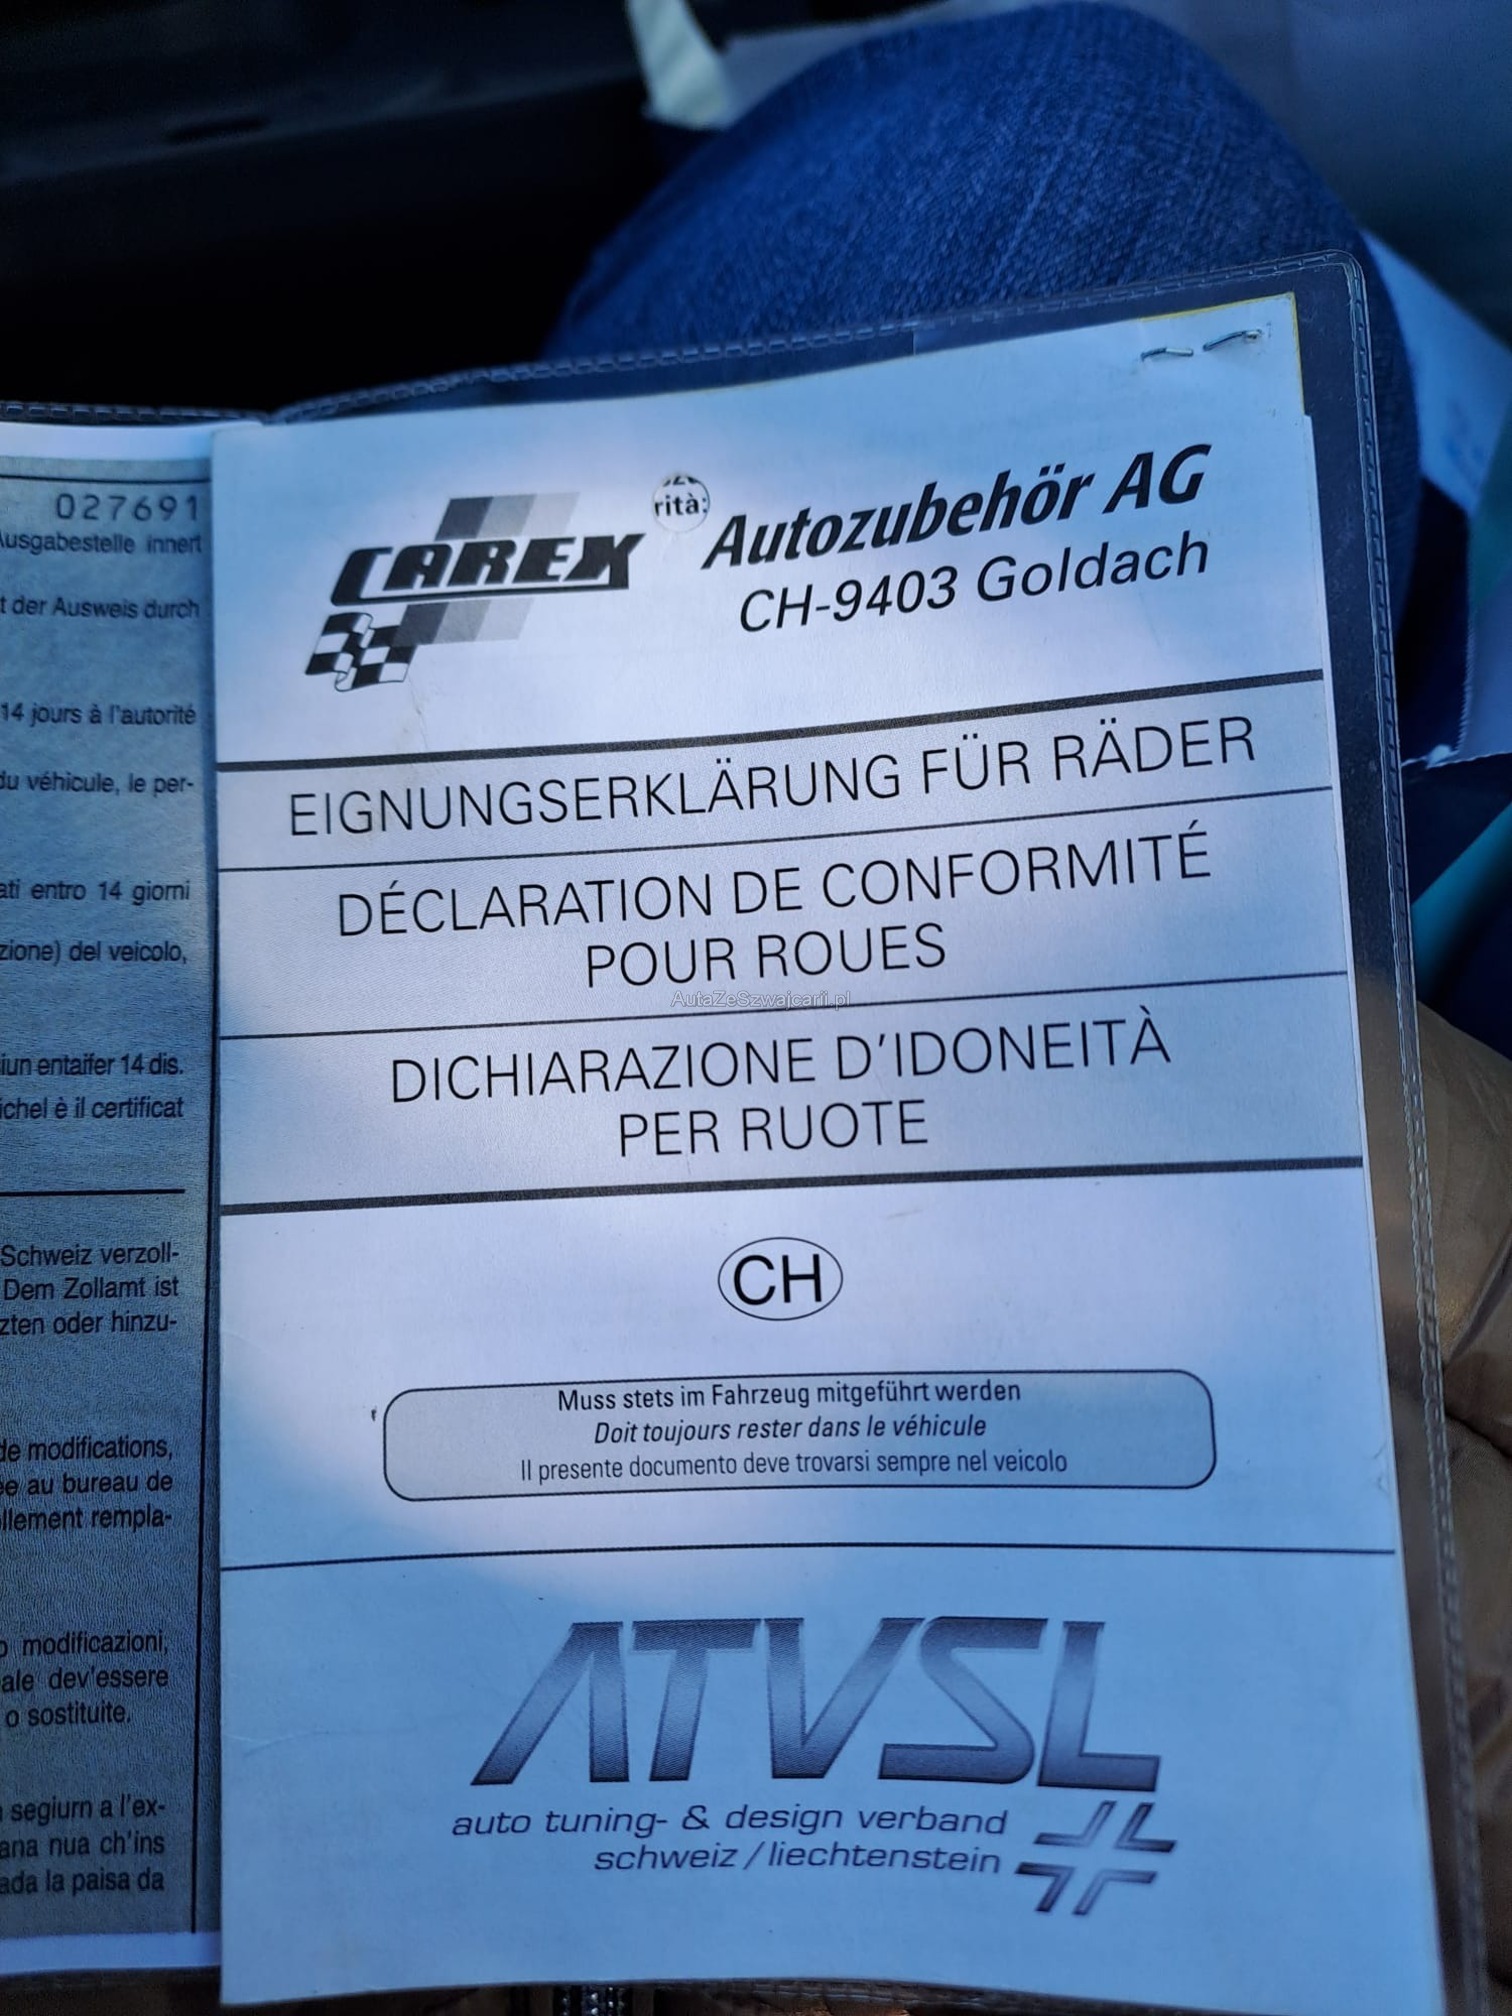 027691
Ausgabestelle innert
t der Ausweis durch
14 jours à l'autorité
du véhicule, le per-
ati entro 14 giorni
zione) del veicolo,
iun entaifer 14 dis.
ichel è il certificat
Schweiz verzoll-
Dem Zollamt ist
zten oder hinzu-
de modifications,
ée au bureau de
llement rempla-
o modificazioni,
ale dev'essere
o sostituite.
segiurn a l'ex-
ana nua ch'ins
ada la paisa da
CAREX
rità:
Autozubehör AG
CH-9403 Goldach
EIGNUNGSERKLÄRUNG FÜR RÄDER
DÉCLARATION DE CONFORMITÉ
POUR ROUES
AutaZeSzwajcarii.pl
DICHIARAZIONE D'IDONEITÀ
PER RUOTE
CH
Muss stets im Fahrzeug mitgeführt werden
Doit toujours rester dans le véhicule
Il presente documento deve trovarsi sempre nel veicolo
ATVSL
auto tuning- & design verband
schweiz / liechtenstein